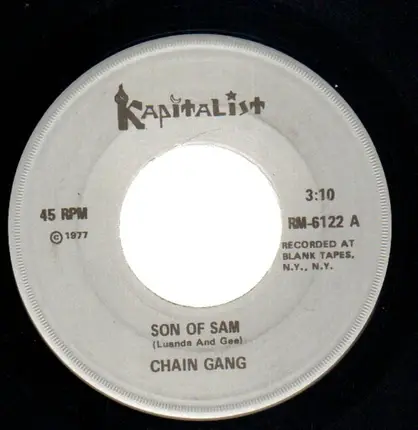 Kapitalist
45 RPM
© 1977
3:10
RM-6122 A
RECORDED AT
BLANK TAPES,
N.Y., N.Y.
SON OF SAM
(Luanda And Gee)
CHAIN GANG